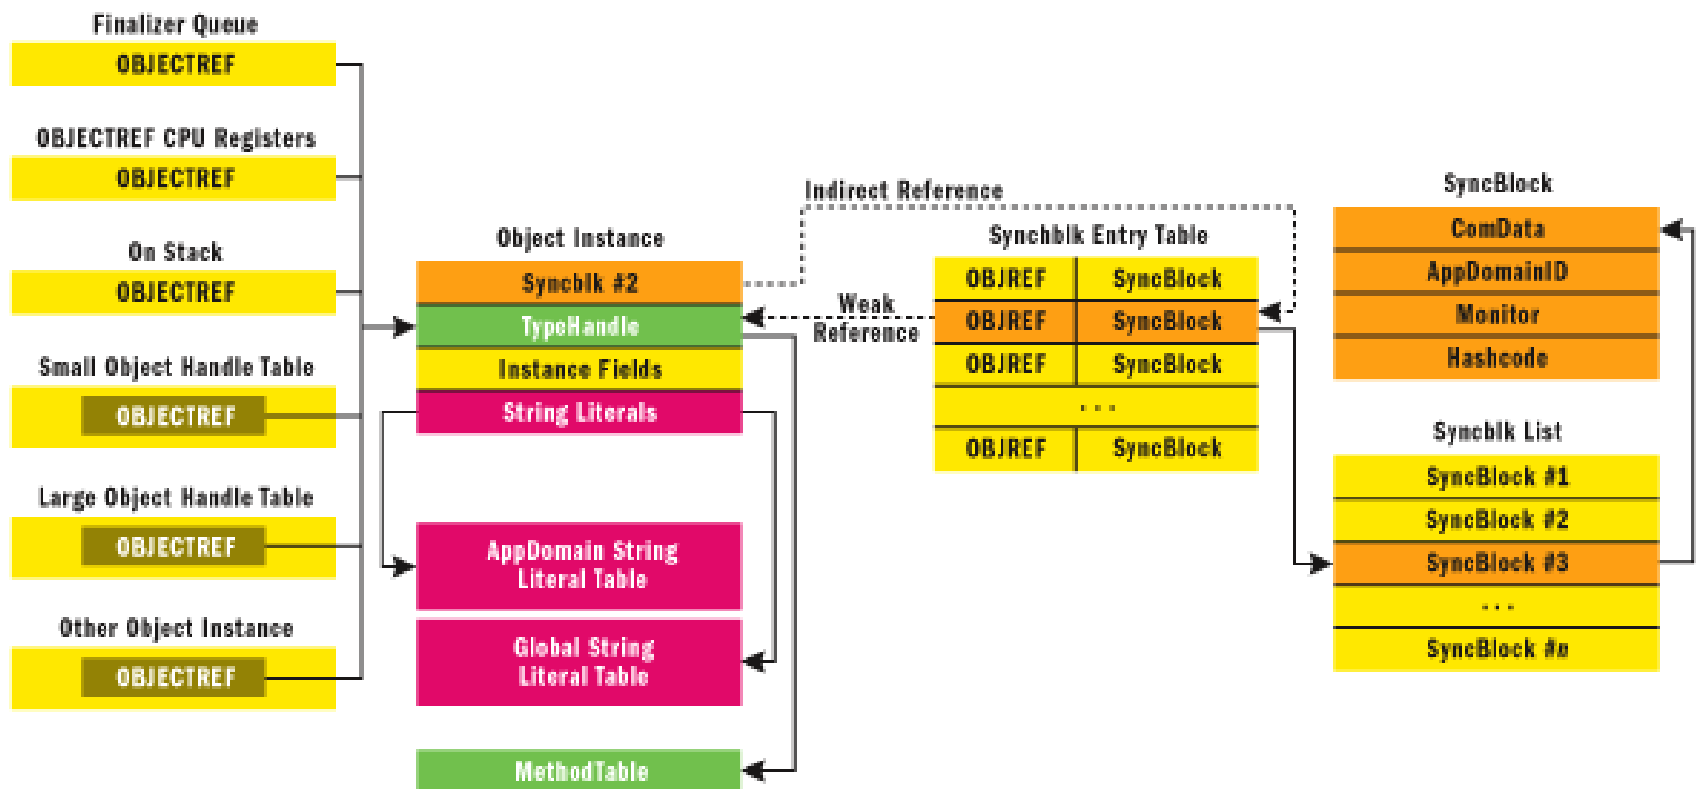 Finalizer Queue
OBJECTREF
OBJECTREF CPU Registers
OBJECTREF
On Stack
OBJECTREF
Small Object Handle Table
OBJECTREF
Large Object Handle Table
OBJECTREF
Other Object Instance
OBJECTREF
Object Instance
Syncblk #2
TypeHandle
Instance Fields
String Literals
AppDomain String
Literal Table
Global String
Literal Table
MethodTable
Indirect Reference
Weak
Reference
Synchblk Entry Table
OBJREF SyncBlock
OBJREF SyncBlock
OBJREF SyncBlock
...
OBJREF SyncBlock
SyncBlock
ComData
AppDomainID
Monitor
Hashcode
Syncblk List
SyncBlock #1
SyncBlock #2
SyncBlock #3
...
SyncBlock #n